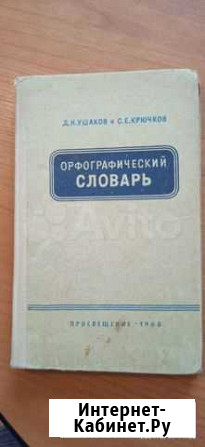 Д.Н.УШАКОВ и С.Е.КРЮЧКОВ
ОРФОГРАФИЧЕСКИЙ
СЛОВАРЬ
Avito
ПРОСВЕЩЕНИЕ
Интернет-
Кабинет.Ру